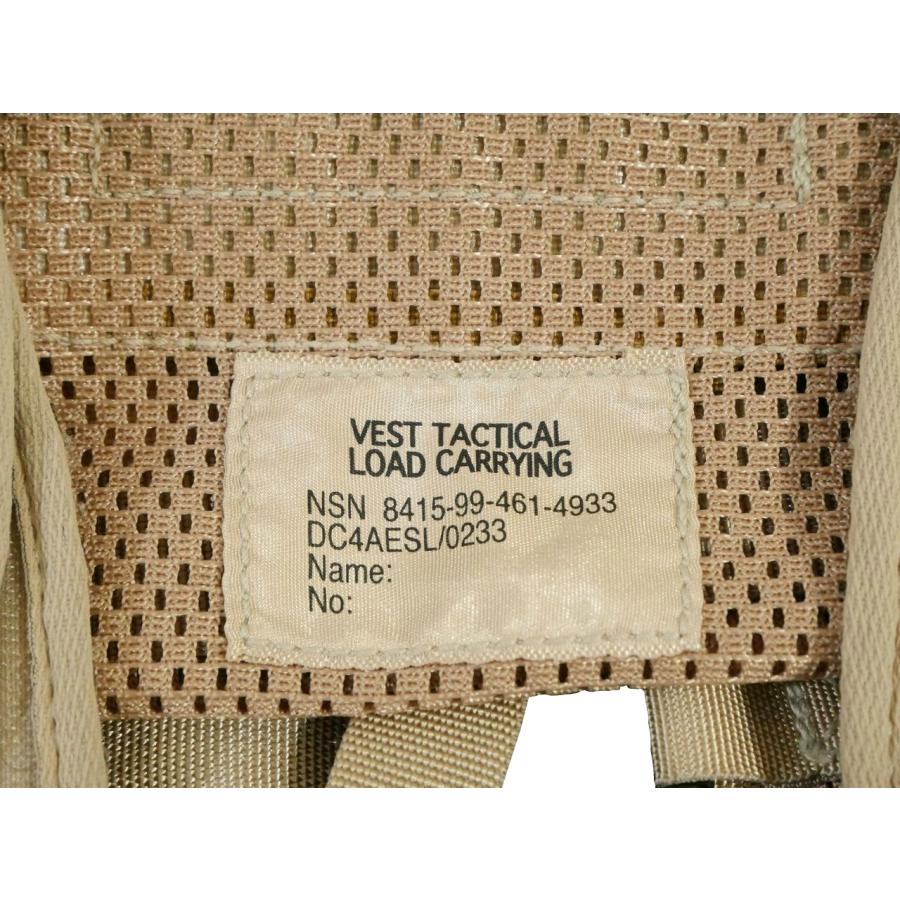 VEST TACTICAL
LOAD CARRYING
NSN 8415-99-461-4933
DC4AESL/0233
Name:
No: